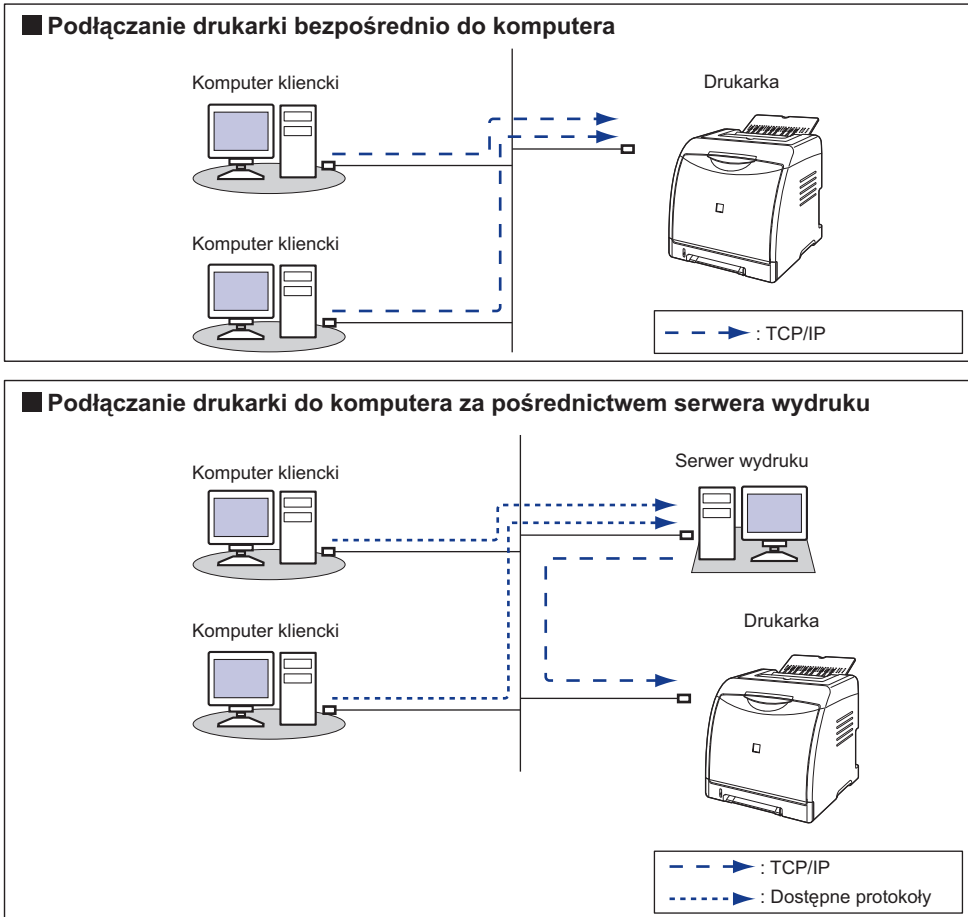 ■ Podłączanie drukarki bezpośrednio do komputera
Komputer kliencki
Drukarka
Komputer kliencki
: TCP/IP
■ Podłączanie drukarki do komputera za pośrednictwem serwera wydruku
Serwer wydruku
Komputer kliencki
Drukarka
Komputer kliencki
: TCP/IP
: Dostępne protokoły